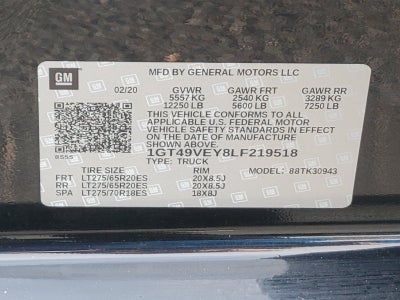 GM
MFD BY GENERAL MOTORS LLC
02/20 GVWR GAWR FRT GAWR RR
5557 KG 2540 KG 3289 KG
12250 LB 5600 LB 7250 LB
THIS VEHICLE CONFORMS TO ALL
APPLICABLE U.S. FEDERAL MOTOR
VEHICLE SAFETY STANDARDS IN EFFECT
ON THE DATE OF MANUFACTURE
SHOWN ABOVE.
1GT49VEY8LF219518
TYPE: TRUCK MODEL: 88TK30943
TIRE SIZE RIM
FRT LT275/65R20ES 20X8.5J
RR LT275/65R20ES 20X8.5J
SPA LT275/70R18ES 18X8J